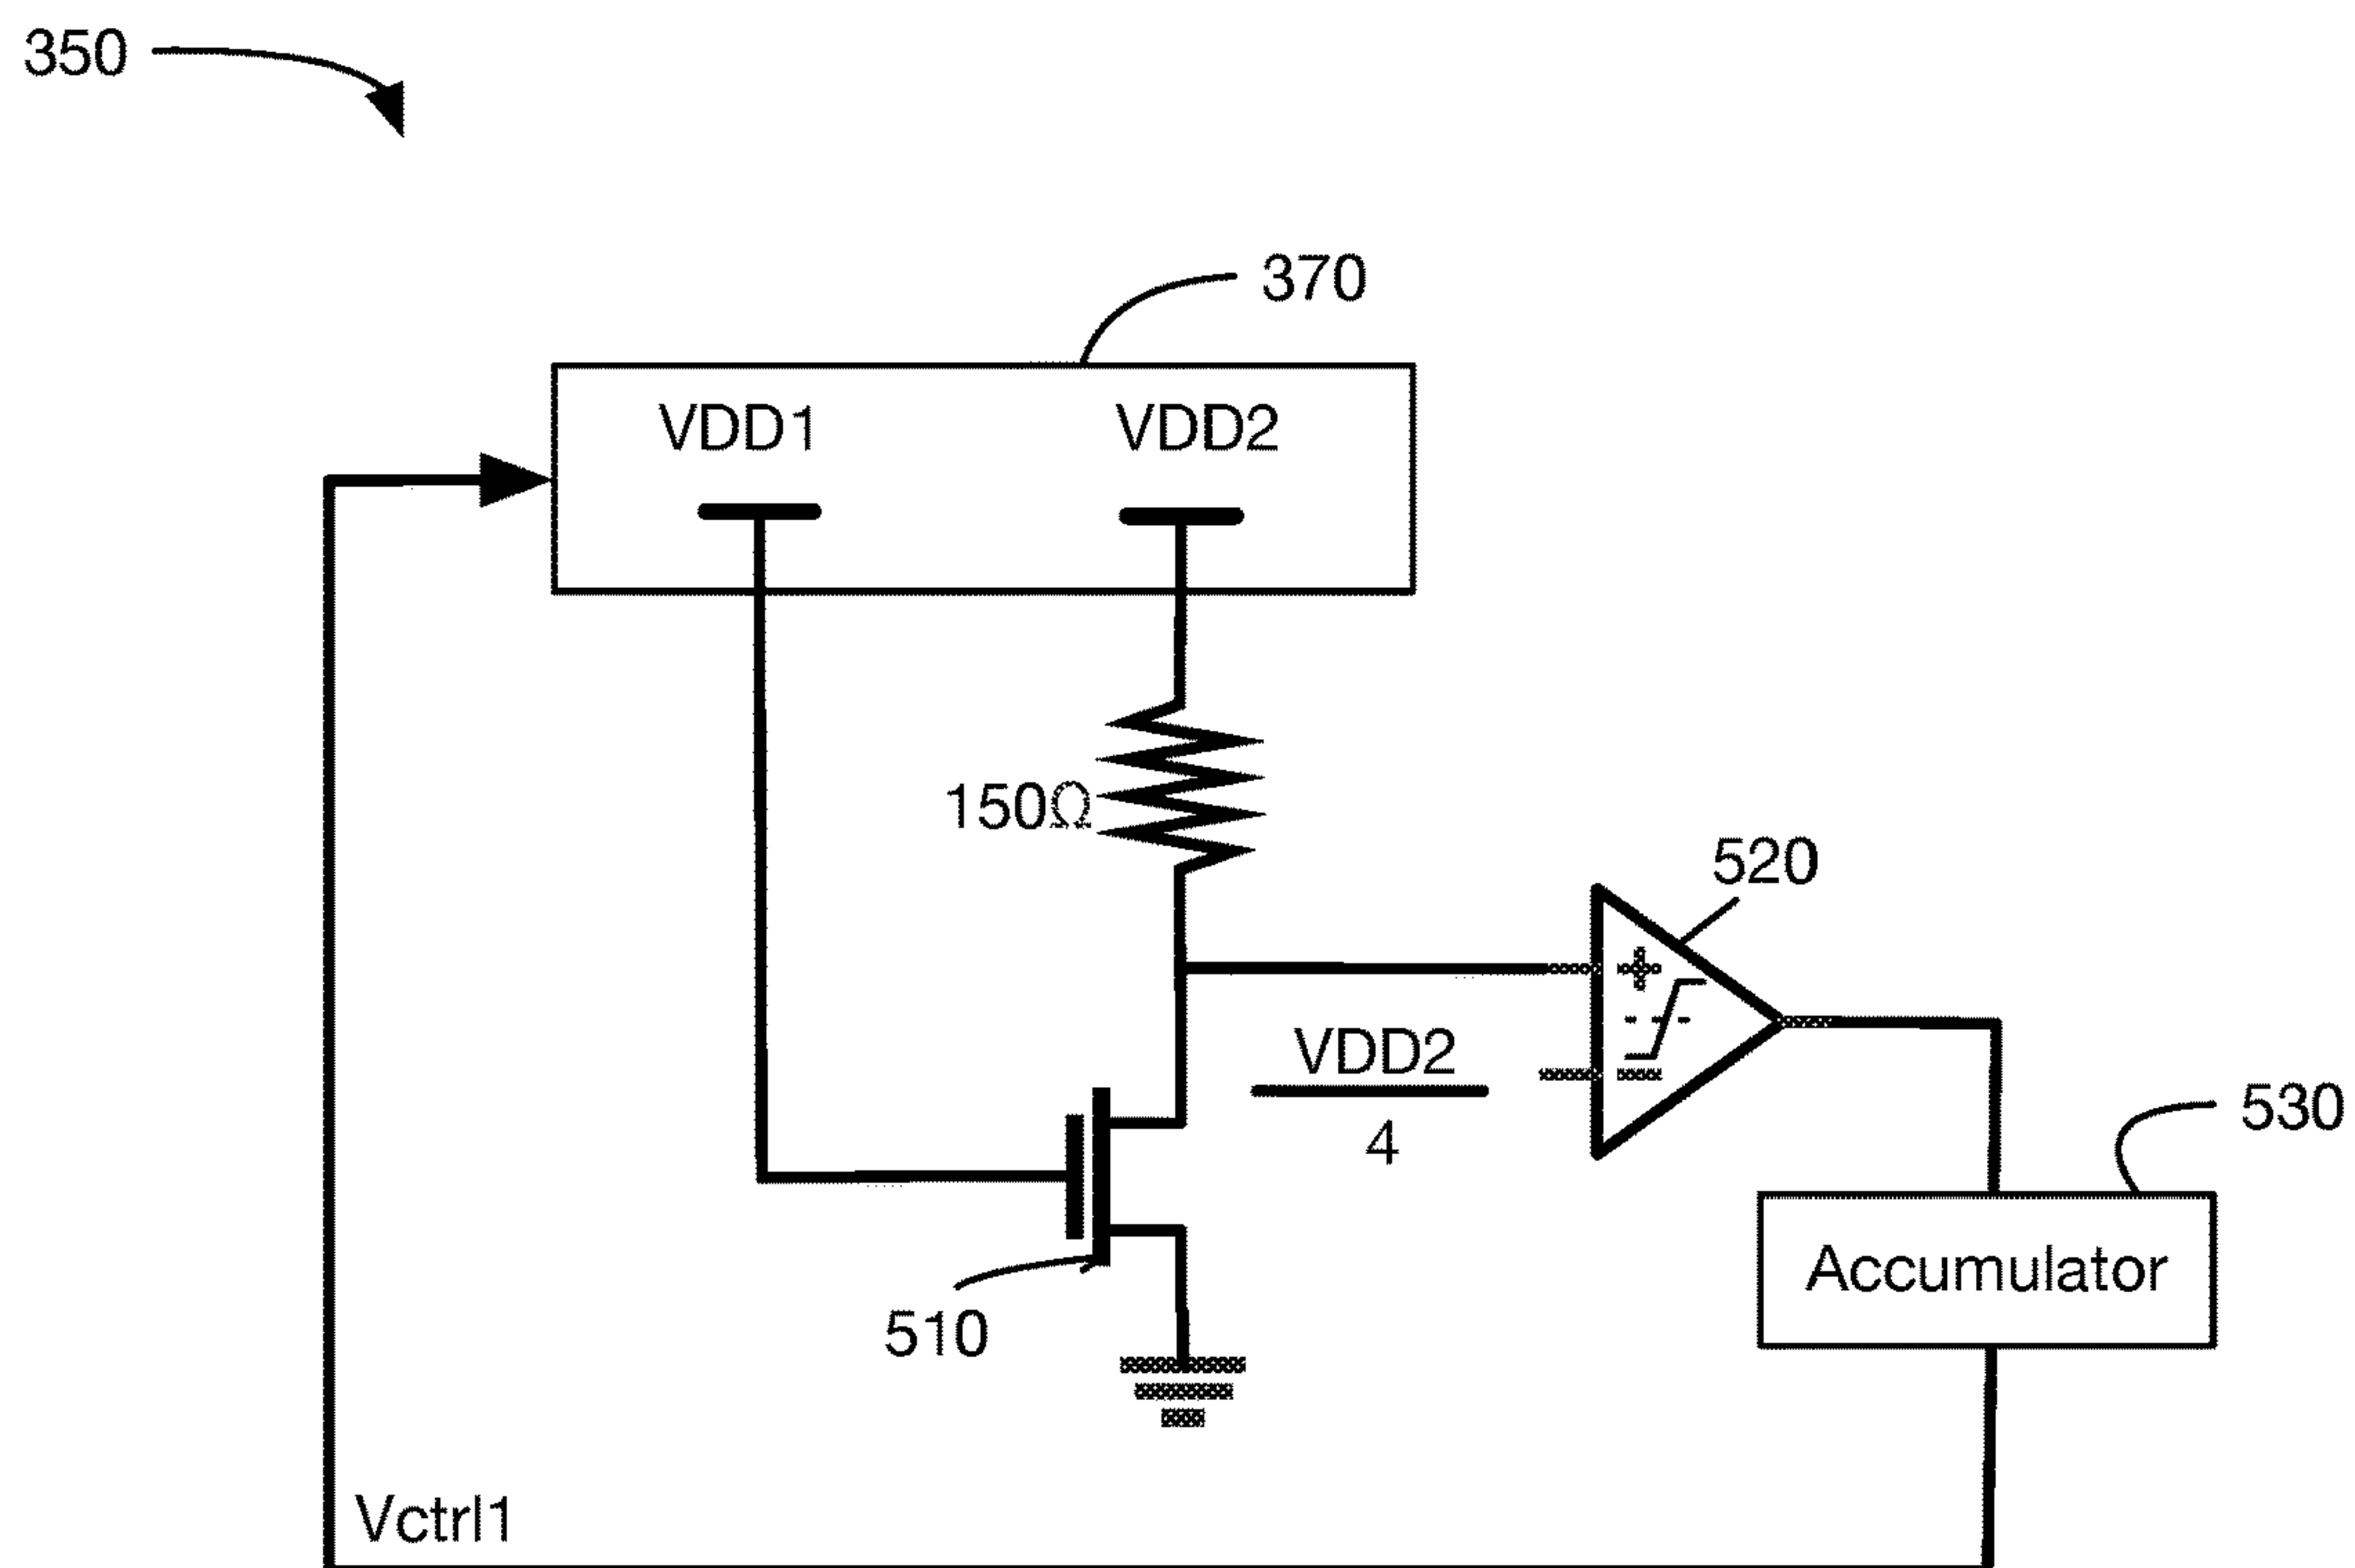 350
370
VDD1 VDD2
150Ω
520
+
VDD2
4
530
Accumulator
510
Vctrl1